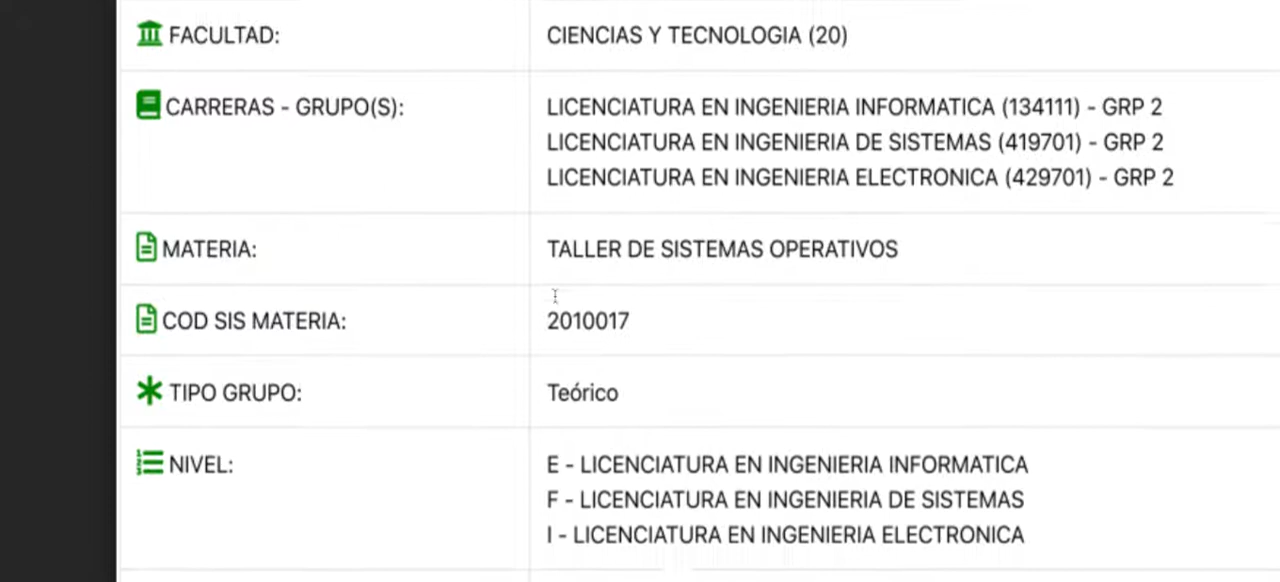 FACULTAD: CIENCIAS Y TECNOLOGIA (20)
CARRERAS - GRUPO(S): LICENCIATURA EN INGENIERIA INFORMATICA (134111) - GRP 2
LICENCIATURA EN INGENIERIA DE SISTEMAS (419701) - GRP 2
LICENCIATURA EN INGENIERIA ELECTRONICA (429701) - GRP 2
MATERIA: TALLER DE SISTEMAS OPERATIVOS
COD SIS MATERIA: 2010017
TIPO GRUPO: Teórico
NIVEL: E - LICENCIATURA EN INGENIERIA INFORMATICA
F - LICENCIATURA EN INGENIERIA DE SISTEMAS
I - LICENCIATURA EN INGENIERIA ELECTRONICA